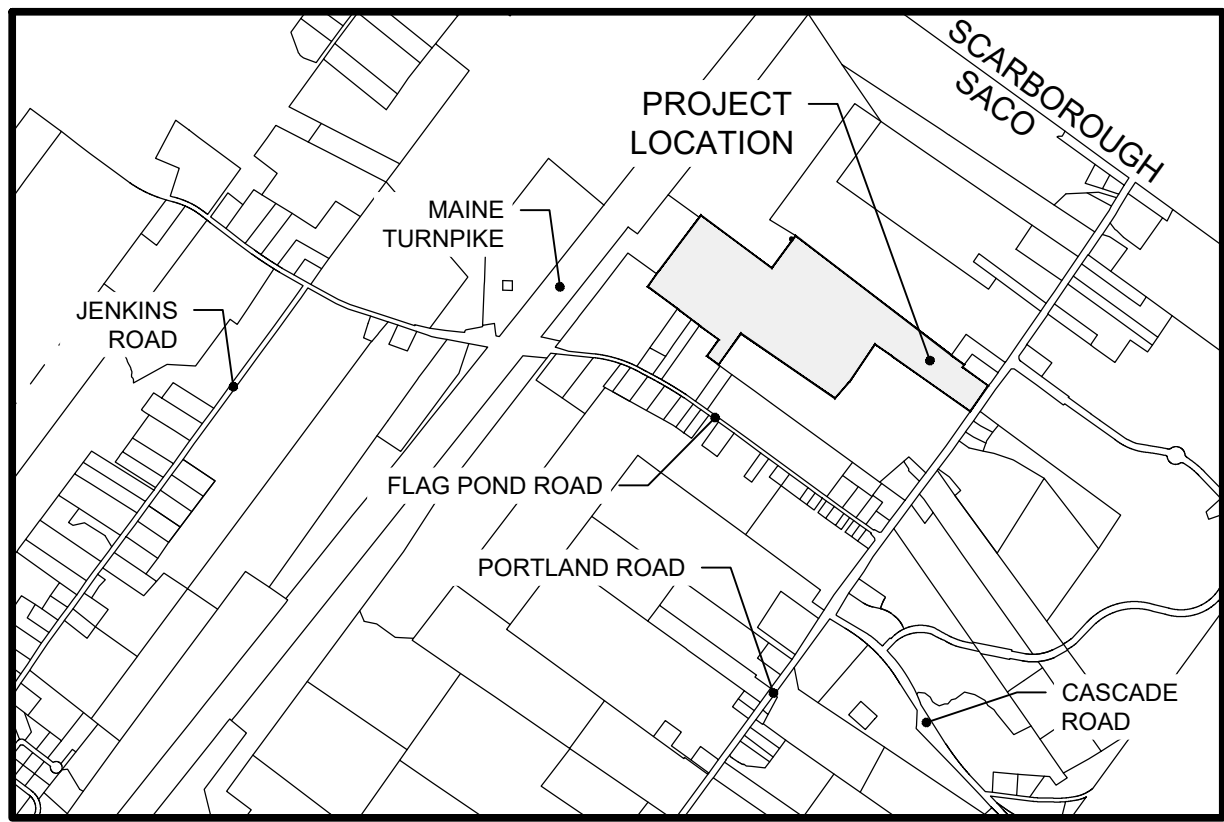 SCARBOROUGH
SACO
PROJECT
LOCATION
MAINE
TURNPIKE
JENKINS
ROAD
FLAG POND ROAD
PORTLAND ROAD
CASCADE
ROAD